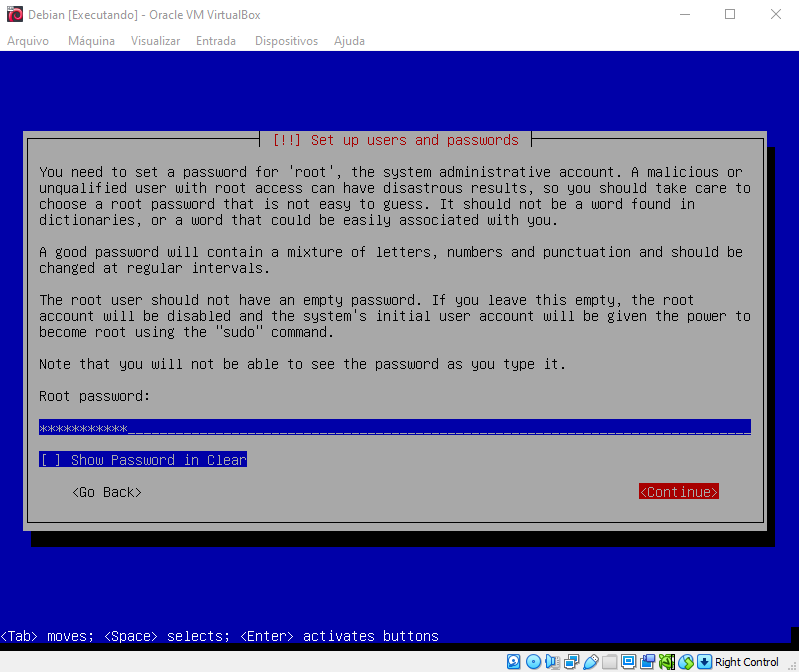 Debian [Executando] - Oracle VM VirtualBox
Arquivo Máquina Visualizar Entrada Dispositivos Ajuda
[!!] Set up users and passwords
You need to set a password for 'root', the system administrative account. A malicious or
unqualified user with root access can have disastrous results, so you should take care to
choose a root password that is not easy to guess. It should not be a word found in
dictionaries, or a word that could be easily associated with you.
A good password will contain a mixture of letters, numbers and punctuation and should be
changed at regular intervals.
The root user should not have an empty password. If you leave this empty, the root
account will be disabled and the system's initial user account will be given the power to
become root using the "sudo" command.
Note that you will not be able to see the password as you type it.
Root password:
***********
[ ] Show Password in Clear
<Go Back> <Continue>
<Tab> moves; <Space> selects; <Enter> activates buttons
Right Control